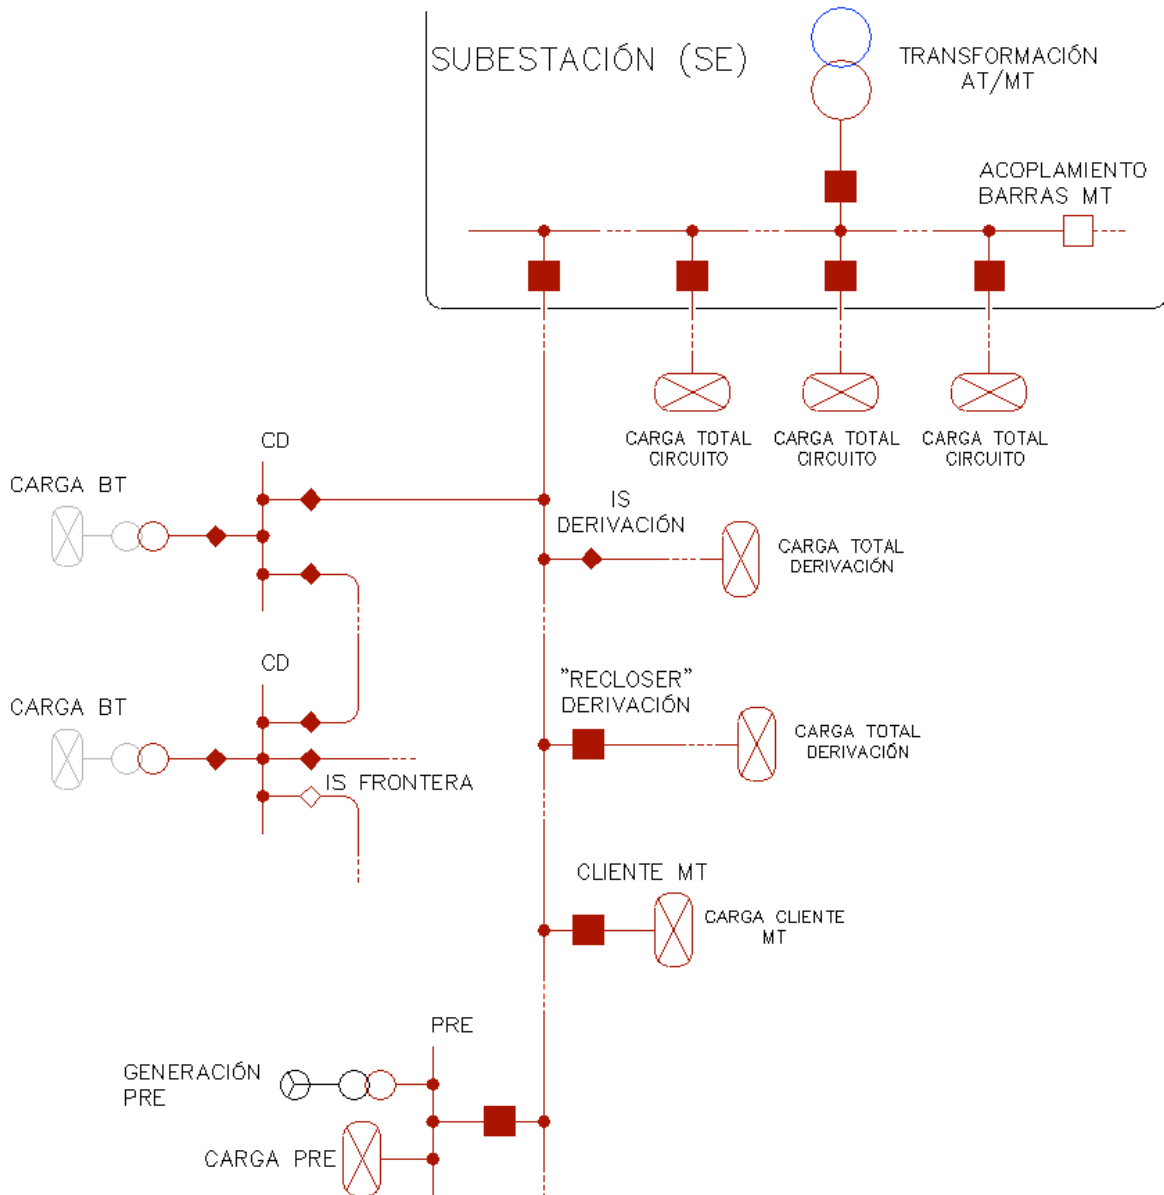 SUBESTACIÓN (SE)
TRANSFORMACIÓN
AT/MT
ACOPLAMIENTO
BARRAS MT
CARGA TOTAL
CIRCUITO
CARGA TOTAL
CIRCUITO
CARGA TOTAL
CIRCUITO
CD
CARGA BT
IS
DERIVACIÓN
CARGA TOTAL
DERIVACIÓN
CD
CARGA BT
IS FRONTERA
"RECLOSER"
DERIVACIÓN
CARGA TOTAL
DERIVACIÓN
CLIENTE MT
CARGA CLIENTE
MT
PRE
GENERACIÓN
PRE
CARGA PRE